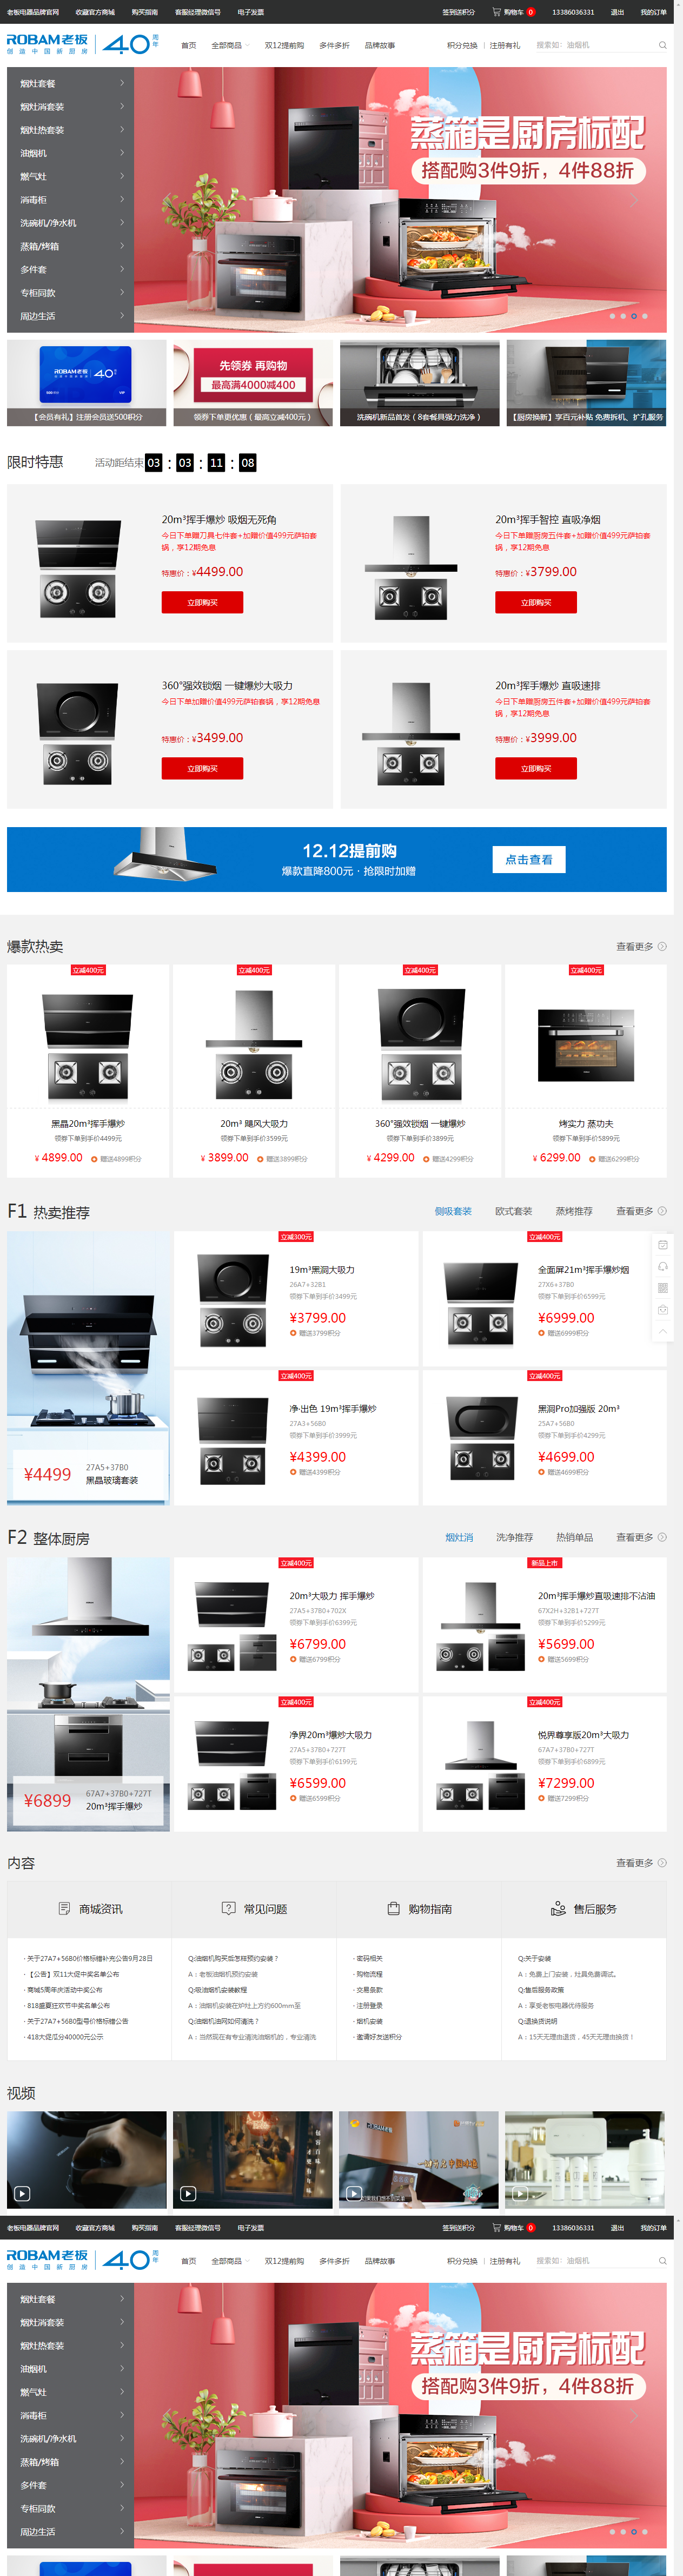 老板电器品牌官网 收藏官方商城 购买指南 客服经理微信号 电子发票 签到送积分 购物车 0 13386036331 退出 我的订单
ROBAM老板 40 周年
创造中国新厨房
首页 全部商品 双12提前购 多件多折 品牌故事 积分兑换 | 注册有礼 搜索如：油烟机
烟灶套餐
烟灶消套装
烟灶热套装
油烟机
燃气灶
消毒柜
洗碗机/净水机
蒸箱/烤箱
多件套
专柜同款
周边生活
蒸箱是厨房标配
搭配购3件9折，4件88折
ROBAM老板 40
先领券 再购物
最高满4000减400
【会员有礼】注册会员送500积分 领券下单更优惠（最高立减400元） 洗碗机新品首发（8套餐具强力洗净） 【厨房换新】享百元补贴 免费拆机、扩孔服务
限时特惠 活动距结束 03 : 03 : 11 : 08
20m³挥手爆炒 吸烟无死角
今日下单赠刀具七件套+加赠价值499元萨铂套锅，享12期免息
特惠价：¥4499.00
立即购买
20m³挥手智控 直吸净烟
今日下单赠厨房五件套+加赠价值499元萨铂套锅，享12期免息
特惠价：¥3799.00
立即购买
360°强效锁烟 一键爆炒大吸力
今日下单加赠价值499元萨铂套锅，享12期免息
特惠价：¥3499.00
立即购买
20m³挥手爆炒 直吸速排
今日下单赠厨房五件套+加赠价值499元萨铂套锅，享12期免息
特惠价：¥3999.00
立即购买
12.12提前购
爆款直降800元 · 抢限时加赠
点击查看
爆款热卖 查看更多
立减400元 立减400元 立减400元 立减400元
黑晶20m³挥手爆炒 20m³ 飓风大吸力 360°强效锁烟 一键爆炒 烤实力 蒸功夫
领券下单到手价4499元 领券下单到手价3599元 领券下单到手价3899元 领券下单到手价5899元
¥ 4899.00 赠送4899积分 ¥ 3899.00 赠送3899积分 ¥ 4299.00 赠送4299积分 ¥ 6299.00 赠送6299积分
F1 热卖推荐 侧吸套装 欧式套装 蒸烤推荐 查看更多
¥4499 27A5+37B0
黑晶玻璃套装
立减300元
19m³黑洞大吸力
26A7+32B1
领券下单到手价3499元
¥3799.00
赠送3799积分
立减400元
全面屏21m³挥手爆炒烟
27X6+37B0
领券下单到手价6599元
¥6999.00
赠送6999积分
立减400元
净·出色 19m³挥手爆炒
27A3+56B0
领券下单到手价3999元
¥4399.00
赠送4399积分
立减400元
黑洞Pro加强版 20m³
25A7+56B0
领券下单到手价4299元
¥4699.00
赠送4699积分
F2 整体厨房 烟灶消 洗净推荐 热销单品 查看更多
¥6899 67A7+37B0+727T
20m³挥手爆炒
立减400元
20m³大吸力 挥手爆炒
27A5+37B0+702X
领券下单到手价6399元
¥6799.00
赠送6799积分
新品上市
20m³挥手爆炒直吸速排不沾油
67X2H+32B1+727T
领券下单到手价5299元
¥5699.00
赠送5699积分
立减400元
净界20m³爆炒大吸力
27A5+37B0+727T
领券下单到手价6199元
¥6599.00
赠送6599积分
立减400元
悦界尊享版20m³大吸力
67A7+37B0+727T
领券下单到手价6899元
¥7299.00
赠送7299积分
内容 查看更多
商城资讯 常见问题 购物指南 售后服务
· 关于27A7+56B0价格标赠补充公告9月28日
· 【公告】双11大促中奖名单公布
· 商城5周年庆活动中奖公布
· 818盛夏狂欢节中奖名单公布
· 关于27A7+56B0型号价格标赠公告
· 418大促瓜分40000元公示
Q:油烟机购买后怎样预约安装？
A：老板油烟机预约安装
Q:吸油烟机安装教程
A：油烟机安装在炉灶上方约600mm至
Q:油烟机油网如何清洗？
A：当然现在有专业清洗油烟机的，专业清洗
· 密码相关
· 购物流程
· 交易条款
· 注册登录
· 烟机安装
· 邀请好友送积分
Q:关于安装
A：免费上门安装，灶具免费调试。
Q:售后服务政策
A：享受老板电器优待服务
Q:退换货说明
A：15天无理由退货，45天无理由换货！
视频
老板电器品牌官网 收藏官方商城 购买指南 客服经理微信号 电子发票 签到送积分 购物车 0 13386036331 退出 我的订单
ROBAM老板 40 周年
创造中国新厨房
首页 全部商品 双12提前购 多件多折 品牌故事 积分兑换 | 注册有礼 搜索如：油烟机
烟灶套餐
烟灶消套装
烟灶热套装
油烟机
燃气灶
消毒柜
洗碗机/净水机
蒸箱/烤箱
多件套
专柜同款
周边生活
蒸箱是厨房标配
搭配购3件9折，4件88折